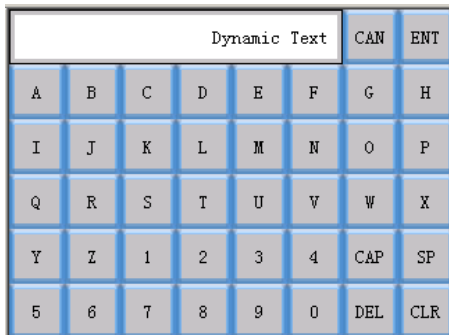 Dynamic Text CAN ENT
A B C D E F G H
I J K L M N O P
Q R S T U V W X
Y Z 1 2 3 4 CAP SP
5 6 7 8 9 0 DEL CLR